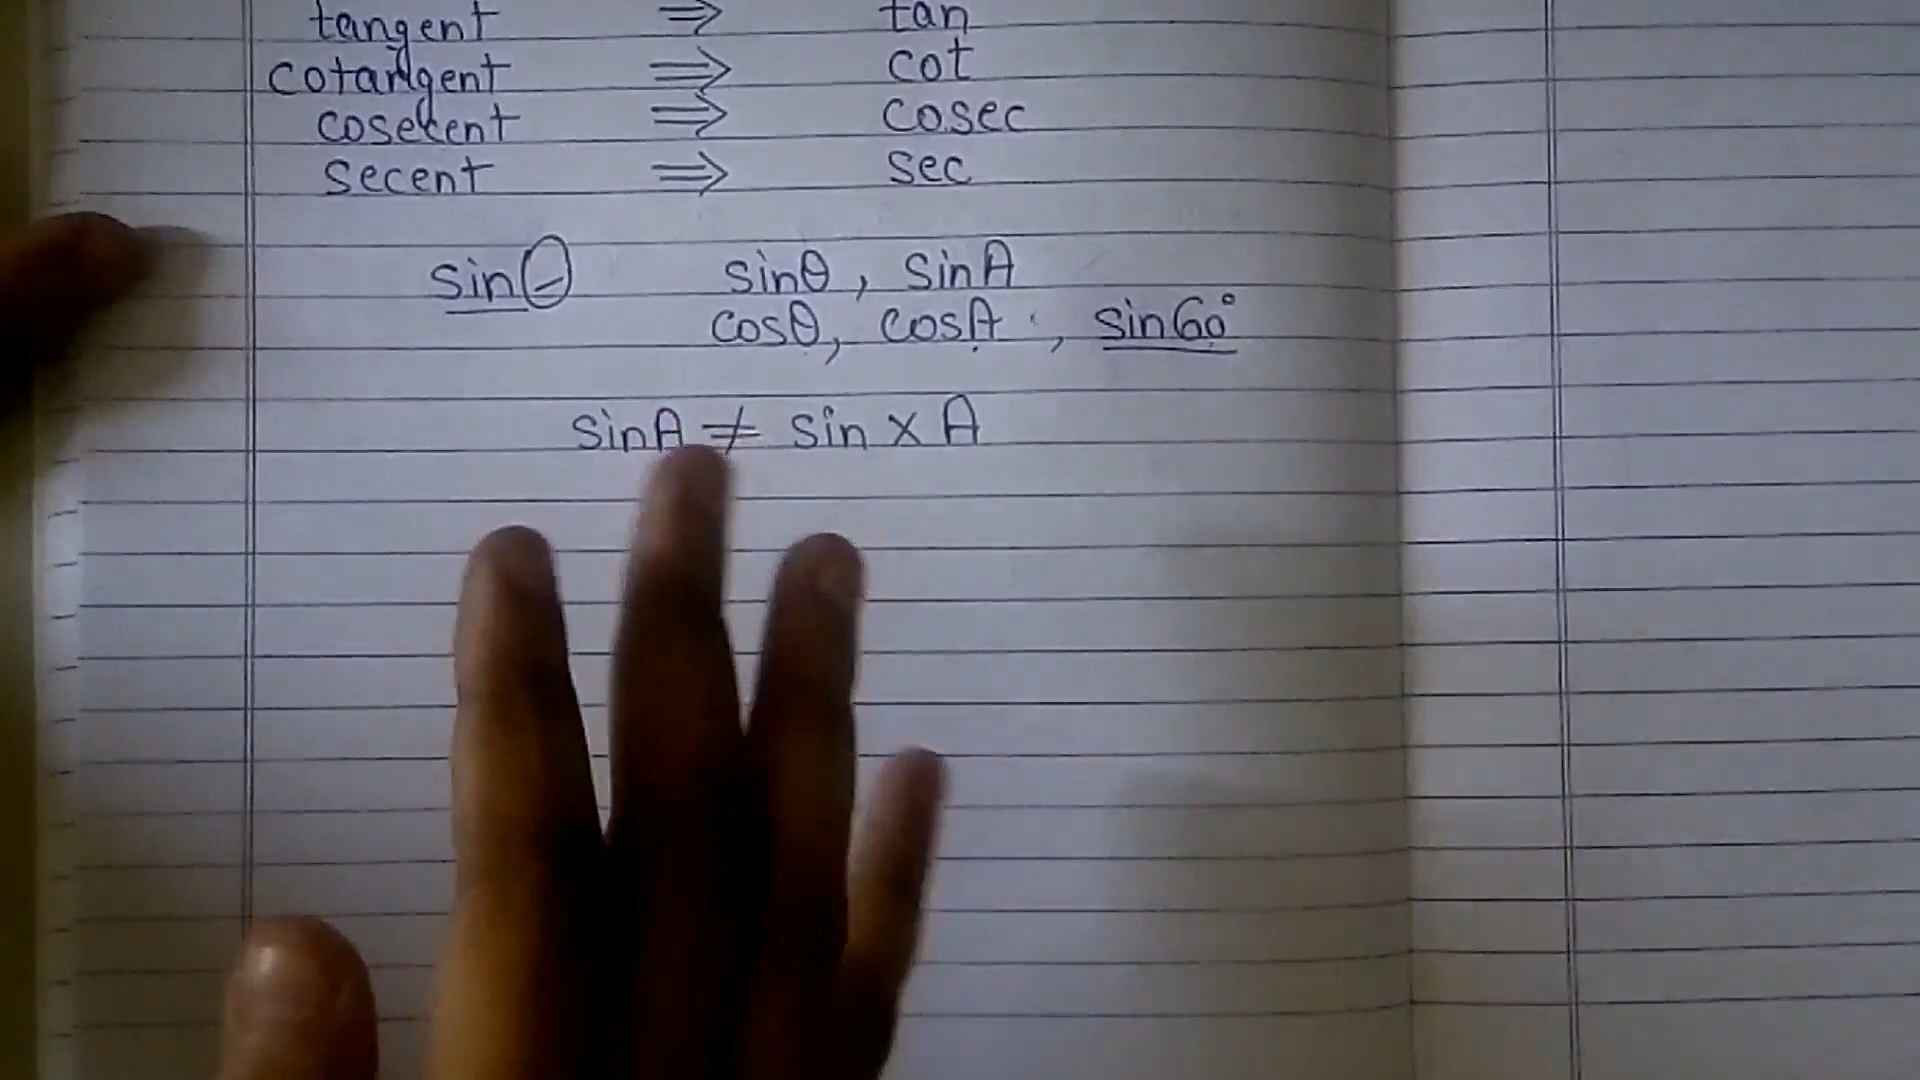 tangent ⇒ tan
cotangent ⇒ cot
cosecent ⇒ cosec
secent ⇒ sec
sinθ sinθ, sinA
cosθ, cosA, sin60°
sinA ≠ sin × A